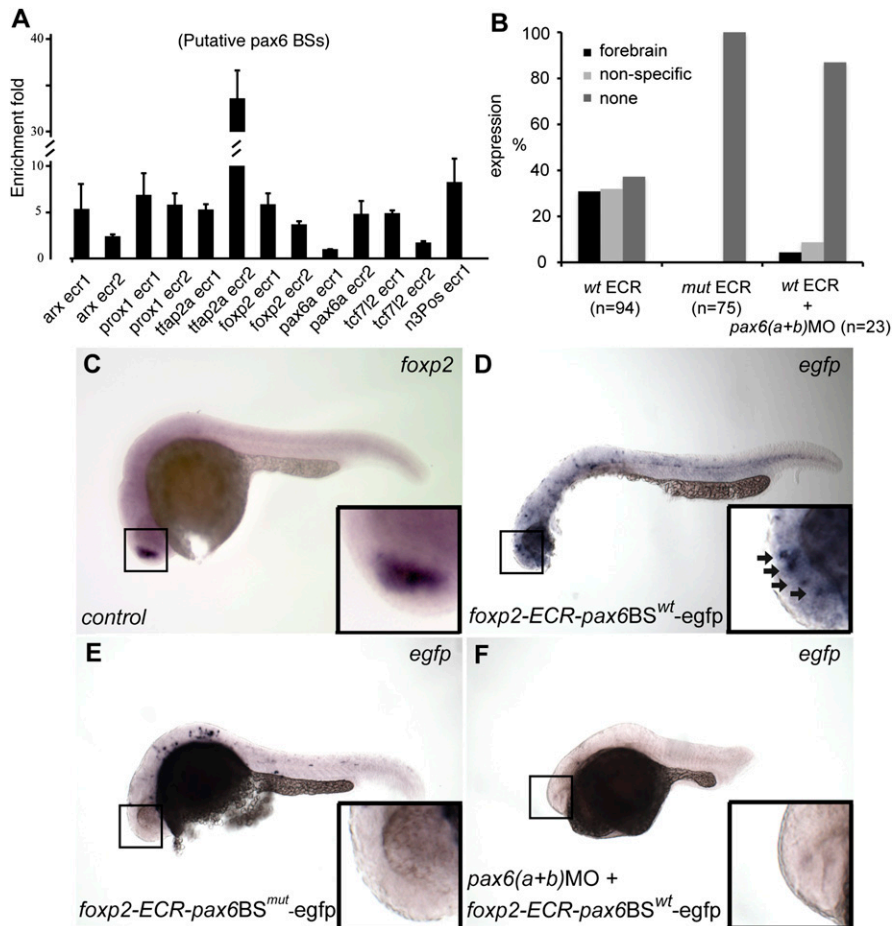 A
(Putative pax6 BSs)
Enrichment fold
40
30
10
5
0
arx ecr1
arx ecr2
prox1 ecr1
prox1 ecr2
tfap2a ecr1
tfap2a ecr2
foxp2 ecr1
foxp2 ecr2
pax6a ecr1
pax6a ecr2
tcf7l2 ecr1
tcf7l2 ecr2
n3Pos ecr1
B
forebrain
non-specific
none
expression
%
100
80
60
40
20
0
wt ECR
(n=94)
mut ECR
(n=75)
wt ECR
+
pax6(a+b)MO (n=23)
C
foxp2
control
D
egfp
foxp2-ECR-pax6BSwt-egfp
E
egfp
foxp2-ECR-pax6BSmut-egfp
F
egfp
pax6(a+b)MO +
foxp2-ECR-pax6BSwt-egfp